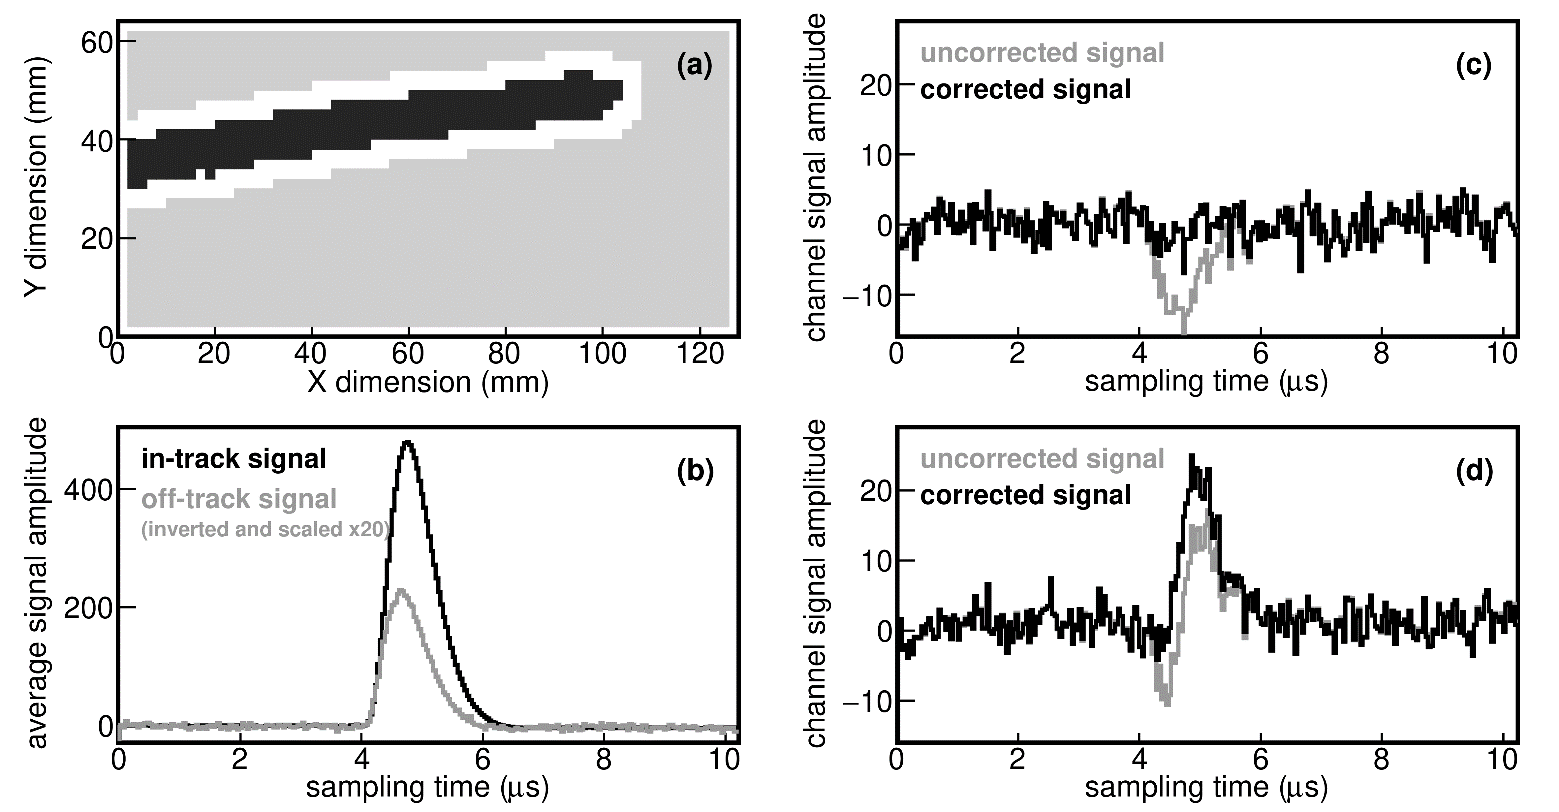 (a)
Y dimension (mm)
60
40
20
0
0 20 40 60 80 100 120
X dimension (mm)
(c)
uncorrected signal
corrected signal
channel signal amplitude
20
10
0
−10
0 2 4 6 8 10
sampling time (μs)
(b)
in-track signal
off-track signal
(inverted and scaled x20)
average signal amplitude
400
200
0
0 2 4 6 8 10
sampling time (μs)
(d)
uncorrected signal
corrected signal
channel signal amplitude
20
10
0
−10
0 2 4 6 8 10
sampling time (μs)